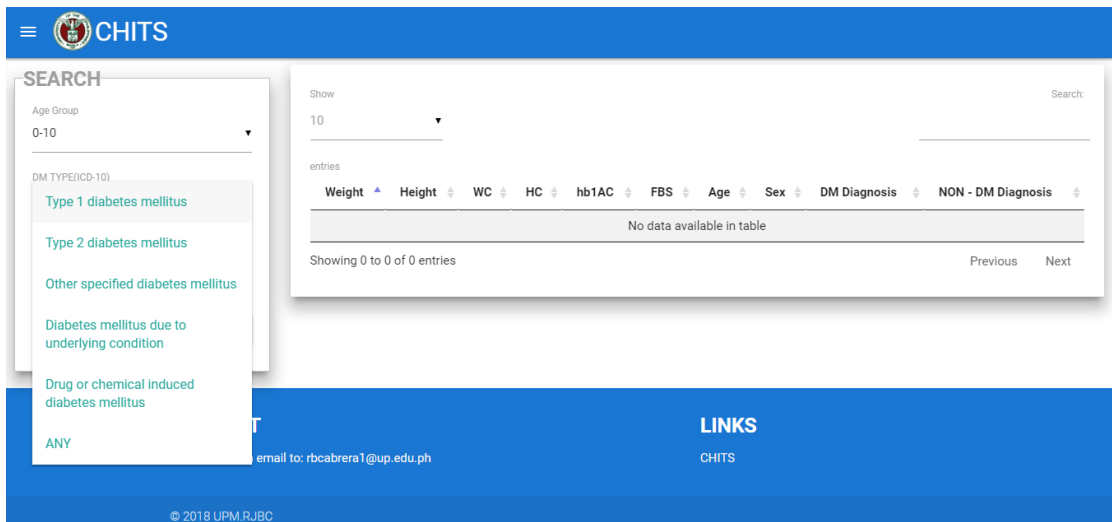 CHITS
SEARCH
Age Group
0-10
DM TYPE(ICD-10)
Type 1 diabetes mellitus
Type 2 diabetes mellitus
Other specified diabetes mellitus
Diabetes mellitus due to
underlying condition
Drug or chemical induced
diabetes mellitus
ANY
Show
10
entries
Search:
Weight Height WC HC hb1AC FBS Age Sex DM Diagnosis NON - DM Diagnosis
No data available in table
Showing 0 to 0 of 0 entries
Previous Next
T
email to: rbcabrera1@up.edu.ph
LINKS
CHITS
© 2018 UPM.RJBC